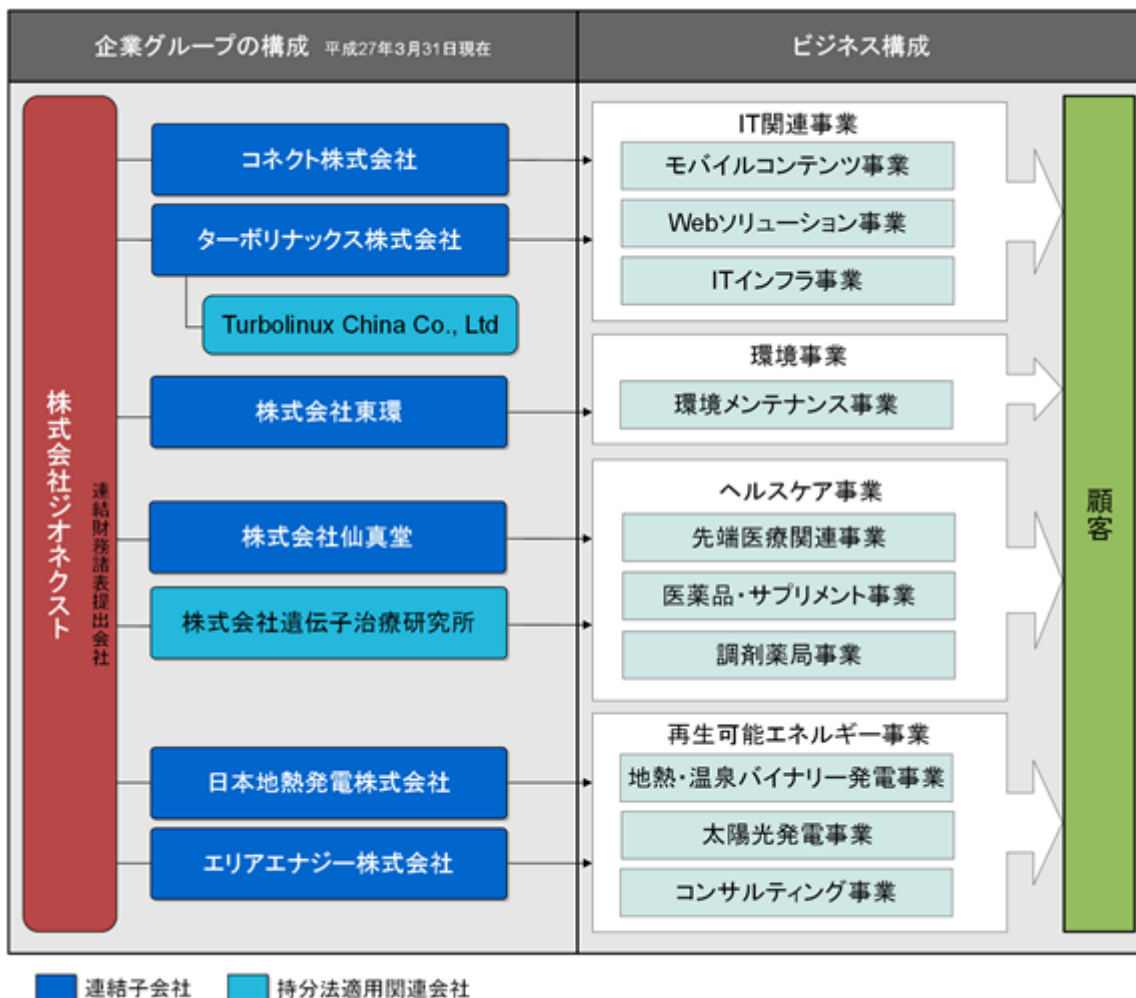 企業グループの構成 平成27年3月31日現在
ビジネス構成
株式会社ジオネクスト
連結財務諸表提出会社
コネクト株式会社
ターボリナックス株式会社
Turbolinux China Co., Ltd
株式会社東環
株式会社仙真堂
株式会社遺伝子治療研究所
日本地熱発電株式会社
エリアエナジー株式会社
IT関連事業
モバイルコンテンツ事業
Webソリューション事業
ITインフラ事業
環境事業
環境メンテナンス事業
ヘルスケア事業
先端医療関連事業
医薬品・サプリメント事業
調剤薬局事業
再生可能エネルギー事業
地熱・温泉バイナリー発電事業
太陽光発電事業
コンサルティング事業
顧客
連結子会社
持分法適用関連会社